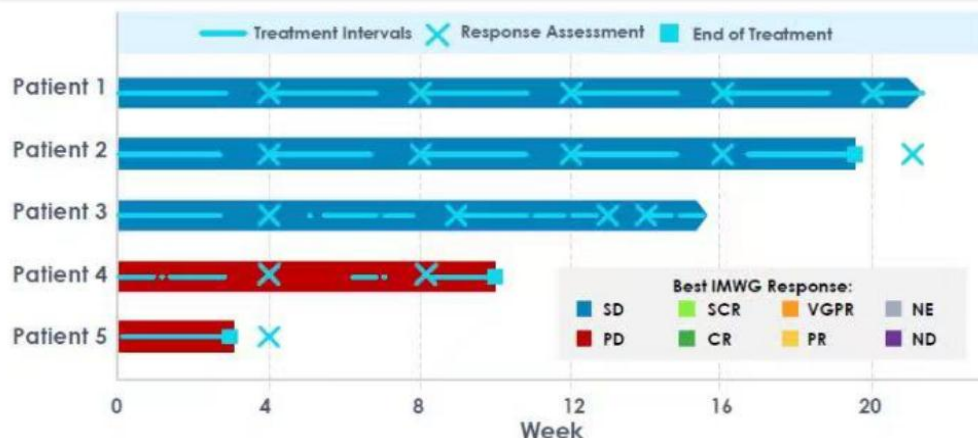 Treatment Intervals Response Assessment End of Treatment
Patient 1
Patient 2
Patient 3
Patient 4
Patient 5
Best IMWG Response:
SD SCR VGPR NE
PD CR PR ND
0 4 8 12 16 20
Week